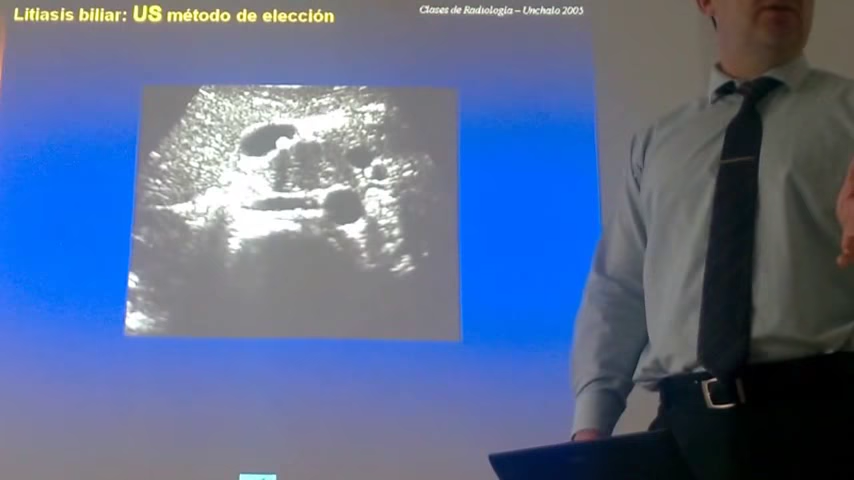 Litiasis biliar: US método de elección
Clases de Radiología – Unchalo 2005